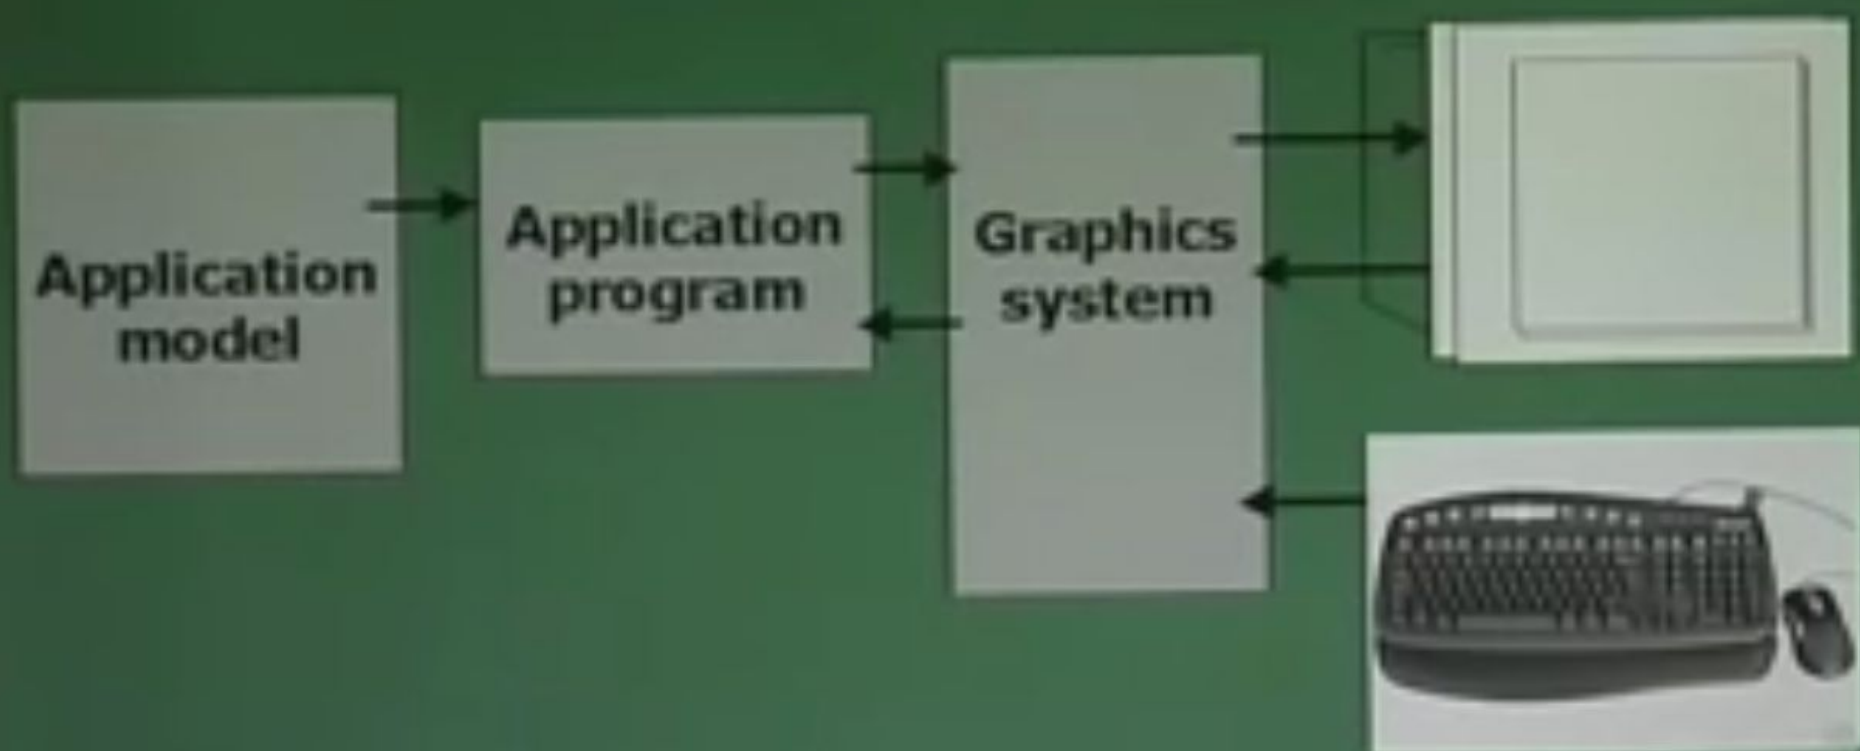 Application
model
Application
program
Graphics
system